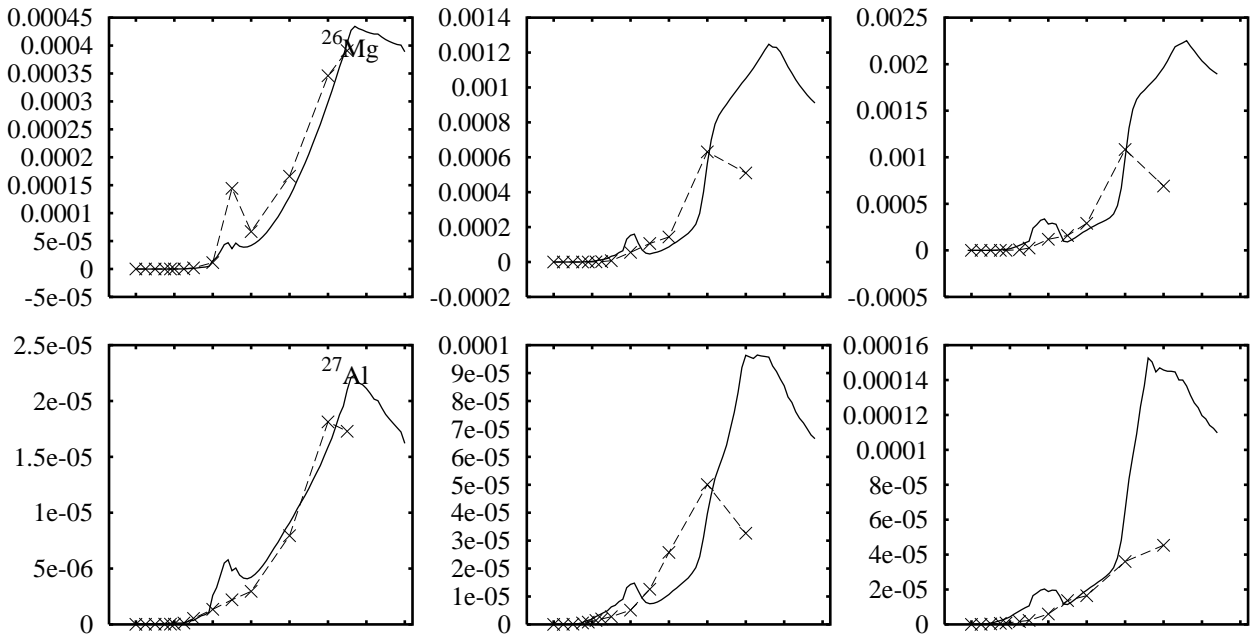 0.00045
0.0004
0.00035
0.0003
0.00025
0.0002
0.00015
0.0001
5e-05
0
-5e-05
26Mg
0.0014
0.0012
0.001
0.0008
0.0006
0.0004
0.0002
0
-0.0002
0.0025
0.002
0.0015
0.001
0.0005
0
-0.0005
2.5e-05
2e-05
1.5e-05
1e-05
5e-06
0
27Al
0.0001
9e-05
8e-05
7e-05
6e-05
5e-05
4e-05
3e-05
2e-05
1e-05
0
0.00016
0.00014
0.00012
0.0001
8e-05
6e-05
4e-05
2e-05
0